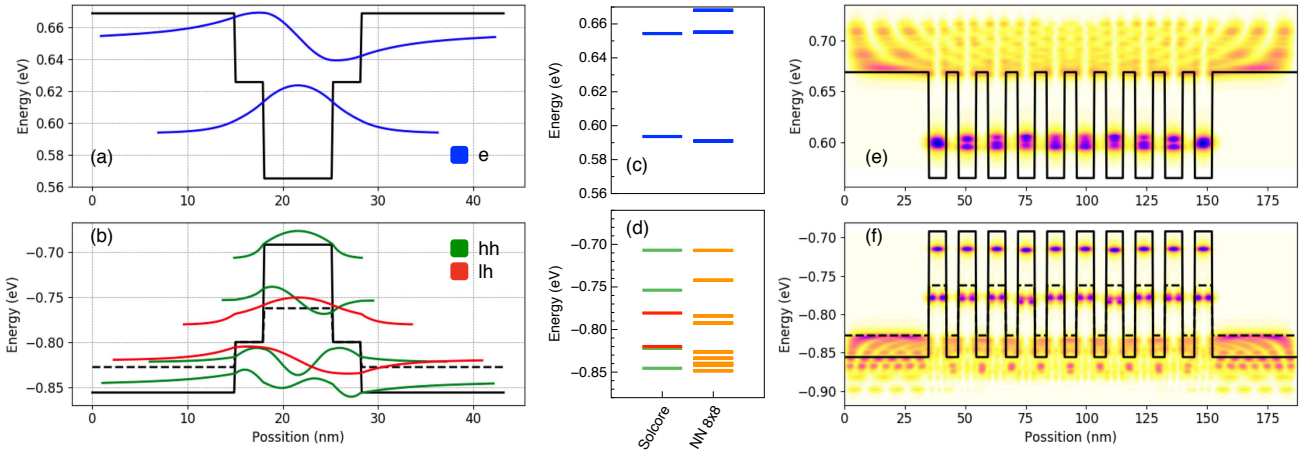 0.66
0.64
0.62
0.60
0.58
0.56
Energy (eV)
(a)
e
0
10
20
30
40
−0.70
−0.75
−0.80
−0.85
Energy (eV)
(b)
hh
lh
0
10
20
30
40
Possition (nm)
0.66
0.64
0.62
0.60
0.58
0.56
Energy (eV)
(c)
(d)
−0.70
−0.75
−0.80
−0.85
Energy (eV)
Solcore
NN 8x8
0.70
0.65
0.60
Energy (eV)
(e)
0
25
50
75
100
125
150
175
−0.70
−0.75
−0.80
−0.85
−0.90
Energy (eV)
(f)
0
25
50
75
100
125
150
175
Possition (nm)